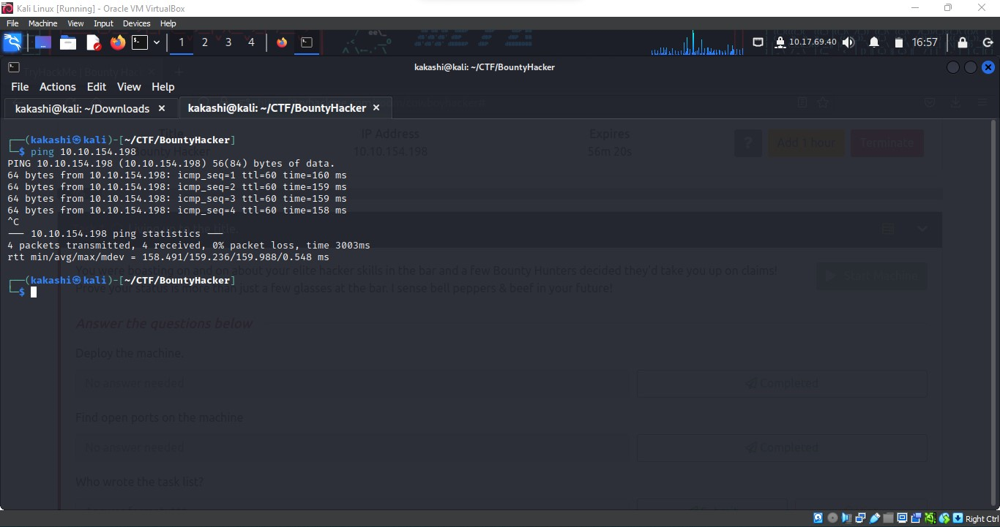 Kali Linux [Running] - Oracle VM VirtualBox
File Machine View Input Devices Help
1 2 3 4 10.17.69.40 16:57
TryHackMe | Bounty Hac
kakashi@kali: ~/CTF/BountyHacker
File Actions Edit View Help
kakashi@kali: ~/Downloads
kakashi@kali: ~/CTF/BountyHacker
Title IP Address Expires
Bounty Hacker 10.10.154.198 56m 20s
? Add 1 hour Terminate
┌──(kakashi㉿kali)-[~/CTF/BountyHacker]
└─$ ping 10.10.154.198
PING 10.10.154.198 (10.10.154.198) 56(84) bytes of data.
64 bytes from 10.10.154.198: icmp_seq=1 ttl=60 time=160 ms
64 bytes from 10.10.154.198: icmp_seq=2 ttl=60 time=159 ms
64 bytes from 10.10.154.198: icmp_seq=3 ttl=60 time=159 ms
64 bytes from 10.10.154.198: icmp_seq=4 ttl=60 time=158 ms
^C
--- 10.10.154.198 ping statistics ---
4 packets transmitted, 4 received, 0% packet loss, time 3003ms
rtt min/avg/max/mdev = 158.491/159.236/159.988/0.548 ms
┌──(kakashi㉿kali)-[~/CTF/BountyHacker]
└─$
You were boasting on and on about your elite hacker skills in the bar and a few Bounty Hunters decided they'd take you up on claims!
Prove your status is more than just a few glasses at the bar. I sense bell peppers & beef in your future!
Start Machine
Answer the questions below
Deploy the machine.
No answer needed Completed
Find open ports on the machine
No answer needed Completed
Who wrote the task list?
Right Ctrl